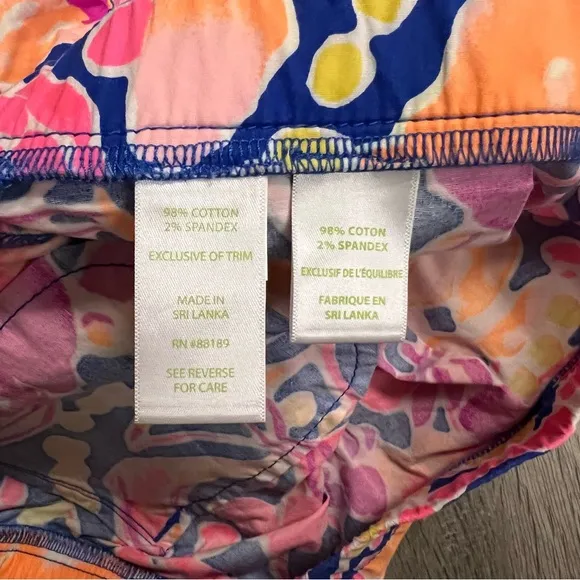 98% COTTON
2% SPANDEX
EXCLUSIVE OF TRIM
MADE IN
SRI LANKA
RN #88189
SEE REVERSE
FOR CARE
98% COTON
2% SPANDEX
EXCLUSIF DE L'ÉQUILIBRE
FABRIQUE EN
SRI LANKA